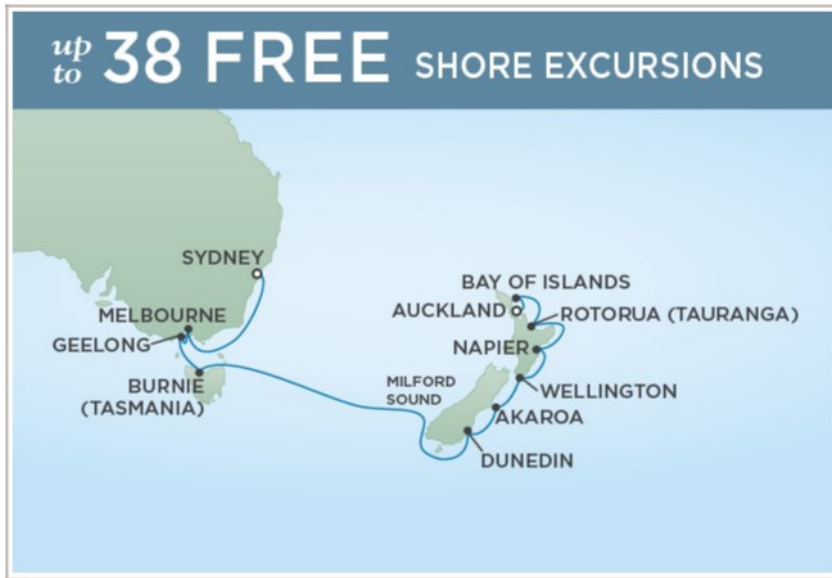 up to 38 FREE SHORE EXCURSIONS
SYDNEY
BAY OF ISLANDS
AUCKLAND
ROTORUA (TAURANGA)
MELBOURNE
GEELONG
NAPIER
BURNIE
(TASMANIA)
MILFORD
SOUND
WELLINGTON
AKAROA
DUNEDIN